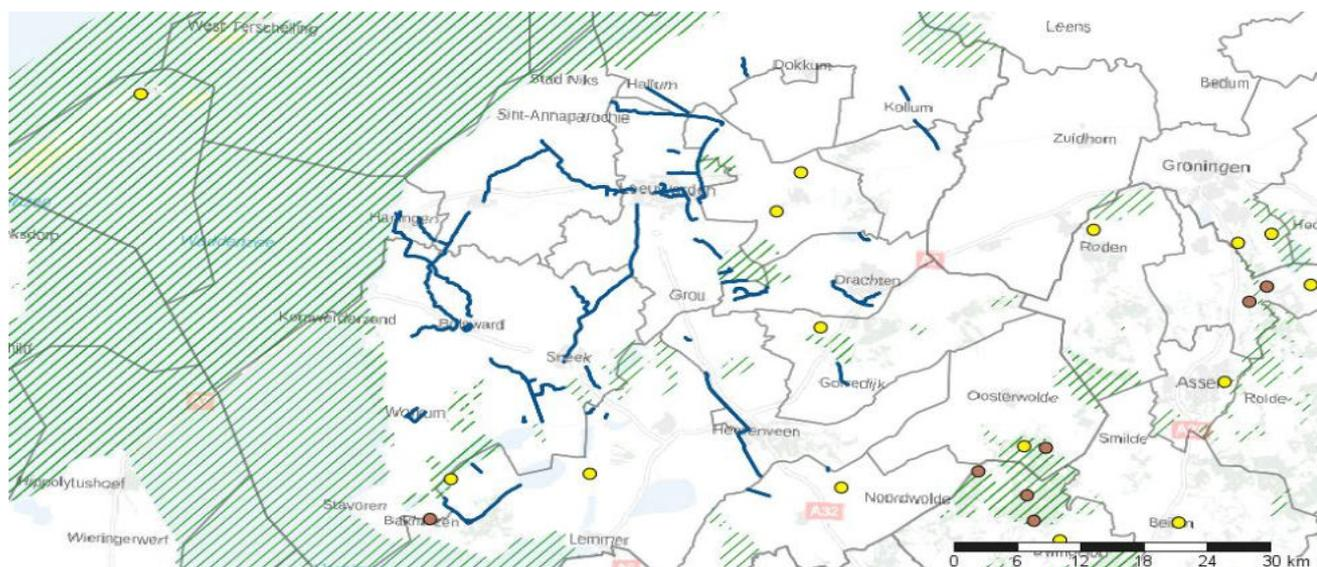 West Terschelling
Leens
Dokkum
Stad Niks
Hallum
Bedum
Kollum
Sint-Annaparochie
Zuidhorn
Groningen
Leeuwarden
Harlingen
Waddenzee
Roden
Drachten
Grou
Kornwerderzand
Bolsward
Sneek
Gorredijk
Assen
Rolde
Oosterwolde
Workum
Smilde
Heerenveen
Hippolytushoef
Noordwolde
Stavoren
A32
Bakhuizen
Beilen
Wieringerwerf
Lemmer
0 6 12 18 24 30 km